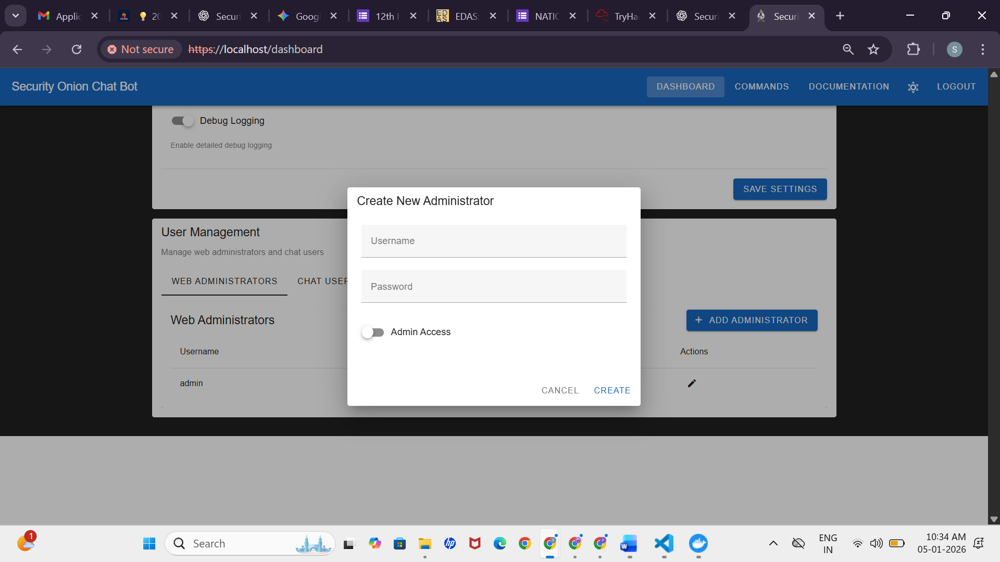 Applic
20
Securi
Googl
12th I
EDAS:
NATIC
TryHa
Securi
Securi
Not secure
https://localhost/dashboard
S
Security Onion Chat Bot
DASHBOARD
COMMANDS
DOCUMENTATION
LOGOUT
Debug Logging
Enable detailed debug logging
SAVE SETTINGS
Create New Administrator
Username
Password
Admin Access
CANCEL
CREATE
User Management
Manage web administrators and chat users
WEB ADMINISTRATORS
CHAT USER
Web Administrators
+ ADD ADMINISTRATOR
Username
Actions
admin
1
Search
ENG
IN
10:34 AM
05-01-2026